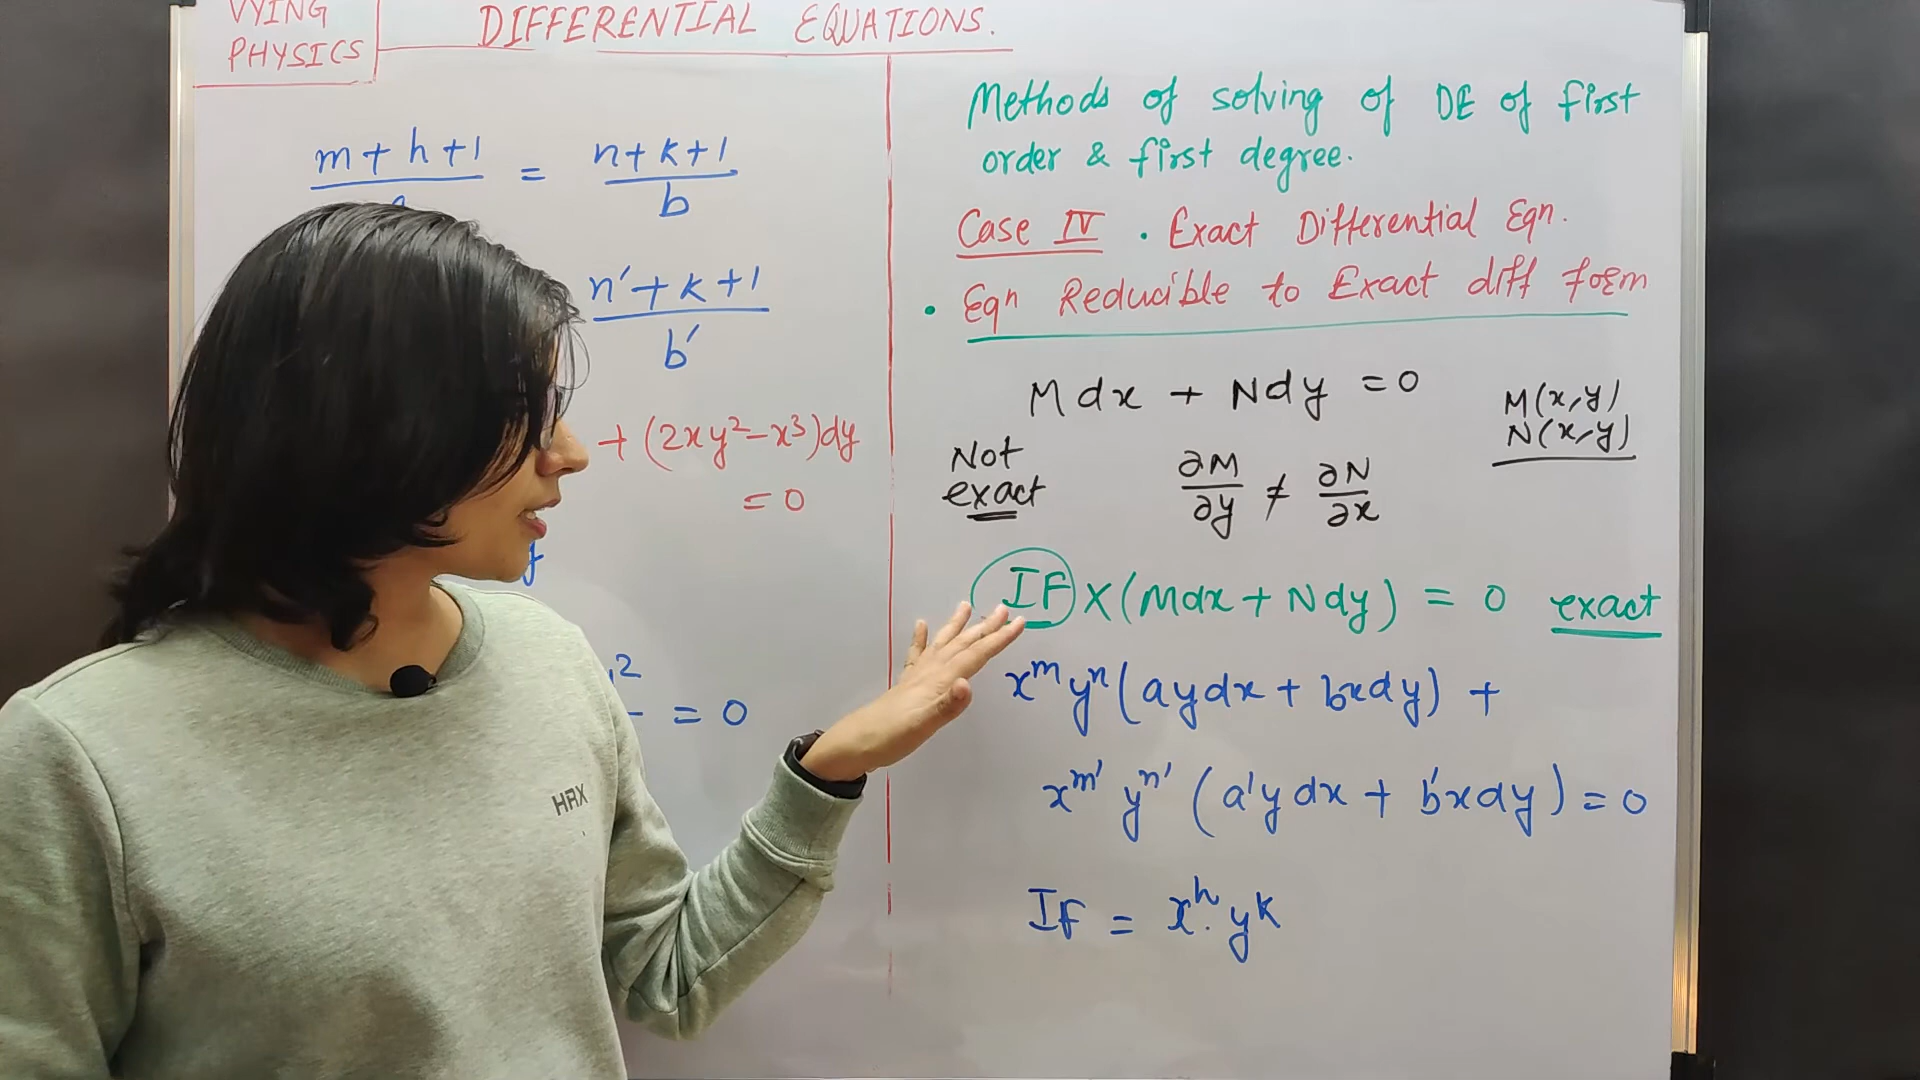 VYING
PHYSICS
DIFFERENTIAL EQUATIONS.
m + h + 1 = n + k + 1
b
n' + k + 1
b'
+ (2xy² - x³)dy
= 0
y
² = 0
Methods of solving of DE of first
order & first degree.
Case IV . Exact Differential Eqn.
. Eqn Reducible to Exact diff form
Mdx + Ndy = 0
M(x,y)
N(x,y)
Not
exact
∂M/∂y ≠ ∂N/∂x
IF X (Mdx + Ndy) = 0 exact
x^m y^n (aydx + bxdy) +
x^m' y^n' (a'ydx + b'xdy) = 0
IF = x^h . y^k
HRX